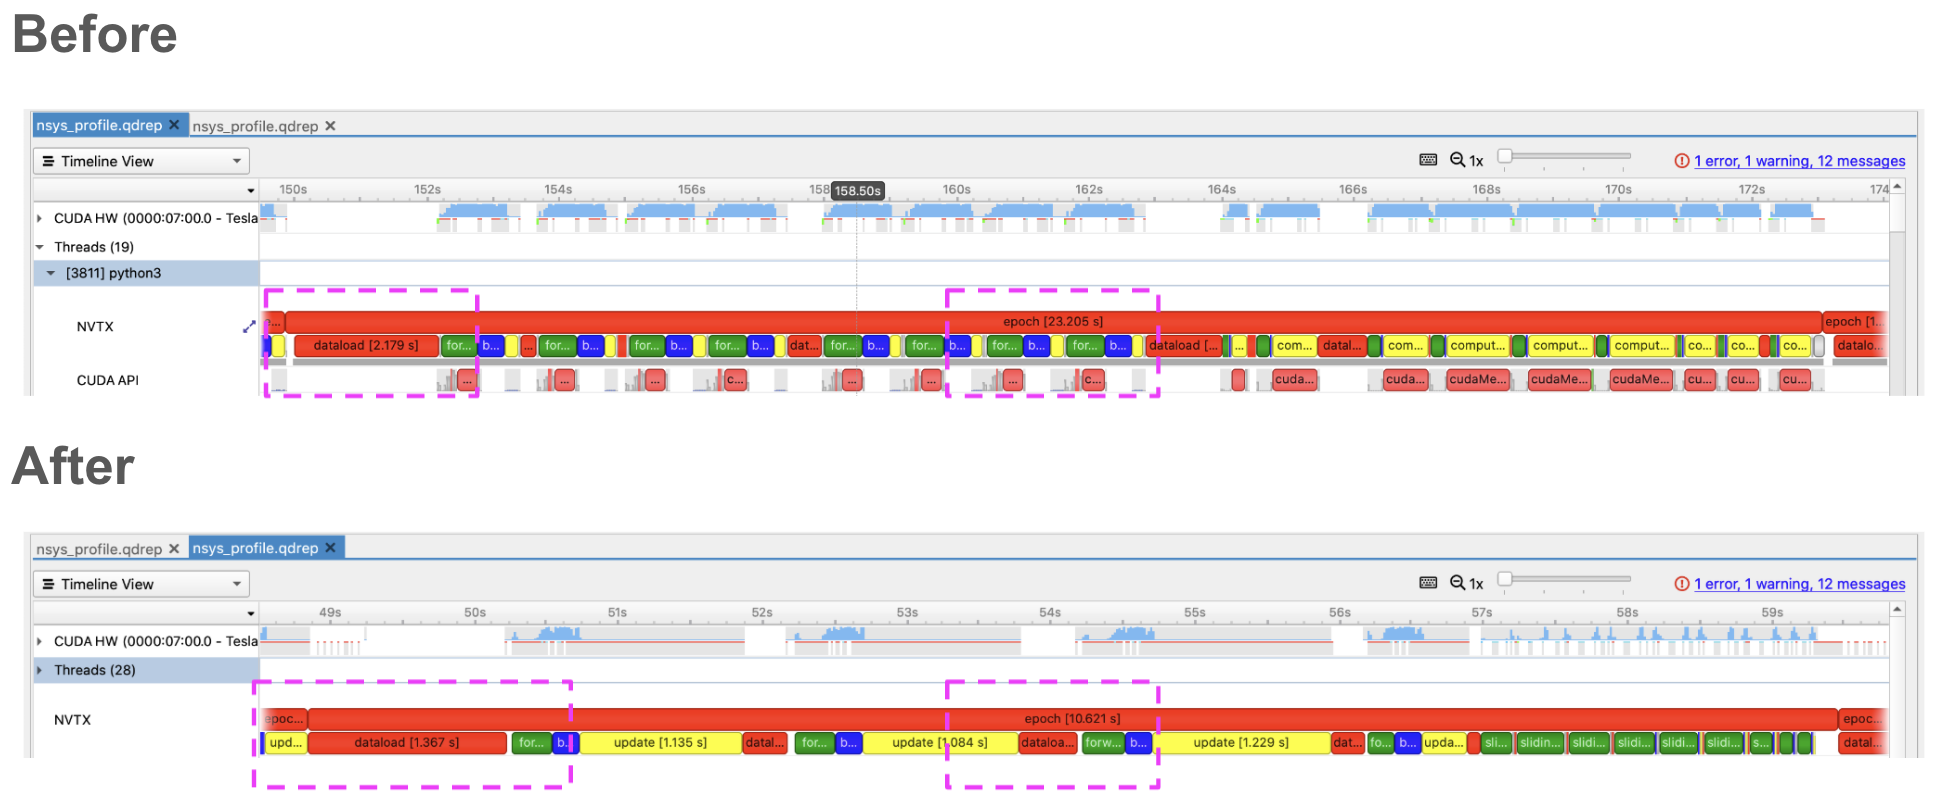 Before
nsys_profile.qdrep ✕ nsys_profile.qdrep ✕
Timeline View 1x 1 error, 1 warning, 12 messages
150s 152s 154s 156s 158 158.50s 160s 162s 164s 166s 168s 170s 172s 174
CUDA HW (0000:07:00.0 - Tesla
Threads (19)
[3811] python3
NVTX e... epoch [23.205 s] epoch [1...
dataload [2.179 s] for... b... ... for... b... for... b... for... b... dat... for... b... for... b... for... b... for... b... dataload [... ... com... datal... com... comput... comput... comput... co... co... co... datalo...
CUDA API ... ... ... c... ... ... ... c... cuda... cuda... cudaMe... cudaMe... cudaMe... cu... cu... cu...
After
nsys_profile.qdrep ✕ nsys_profile.qdrep ✕
Timeline View 1x 1 error, 1 warning, 12 messages
49s 50s 51s 52s 53s 54s 55s 56s 57s 58s 59s
CUDA HW (0000:07:00.0 - Tesla
Threads (28)
NVTX epoc... epoch [10.621 s] epoc...
upd... dataload [1.367 s] for... b... update [1.135 s] datal... for... b... update [1.084 s] dataloa... forw... b... update [1.229 s] dat... fo... b... upda... sli... slidin... slidi... slidi... slidi... slidi... s... datal...